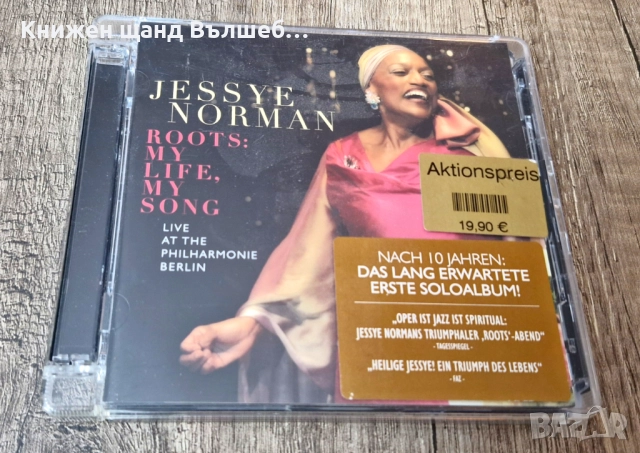 Книжен щанд Вълшеб...
JESSYE
NORMAN
ROOTS:
MY
LIFE,
MY
SONG
LIVE
AT THE
PHILHARMONIE
BERLIN
Aktionspreis
19,90 €
NACH 10 JAHREN:
DAS LANG ERWARTETE
ERSTE SOLOALBUM!
„OPER IST JAZZ IST SPIRITUAL:
JESSYE NORMANS TRIUMPHALER ‚ROOTS'-ABEND"
- TAGESSPIEGEL -
„HEILIGE JESSYE! EIN TRIUMPH DES LEBENS"
- FAZ -
BAZAR